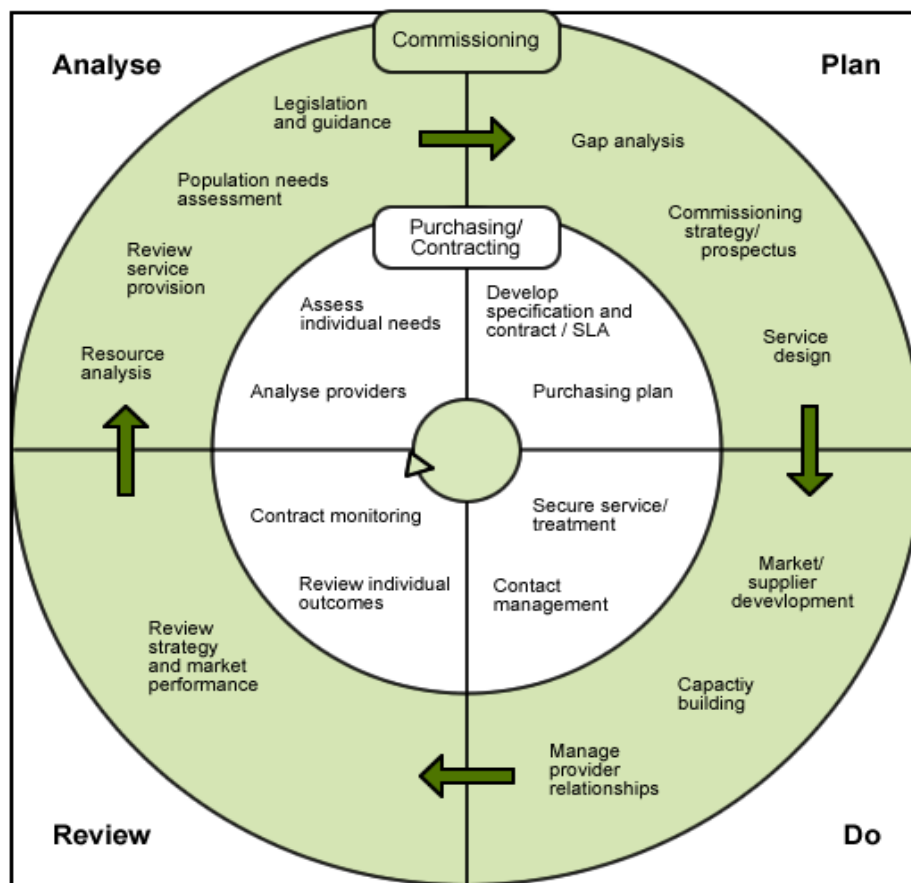 Commissioning
Analyse
Plan
Legislation
and guidance
Gap analysis
Population needs
assessment
Commissioning
strategy/
prospectus
Purchasing/
Contracting
Review
service
provision
Assess
individual needs
Develop
specification and
contract / SLA
Resource
analysis
Service
design
Analyse providers
Purchasing plan
Contract monitoring
Secure service/
treatment
Review individual
outcomes
Contact
management
Market/
supplier
devevlopment
Review
strategy
and market
performance
Capactiy
building
Manage
provider
relationships
Review
Do